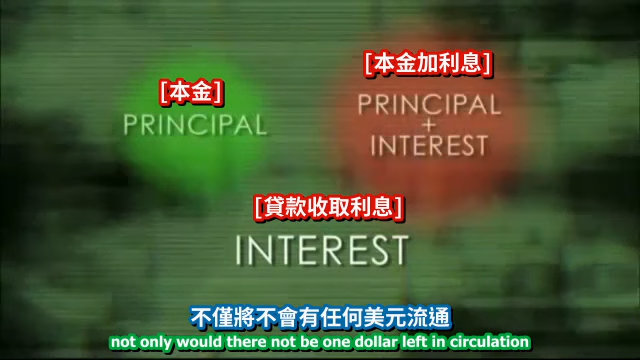 [本金]
PRINCIPAL
[本金加利息]
PRINCIPAL
+
INTEREST
[貸款收取利息]
INTEREST
不僅將不會有任何美元流通
not only would there not be one dollar left in circulation